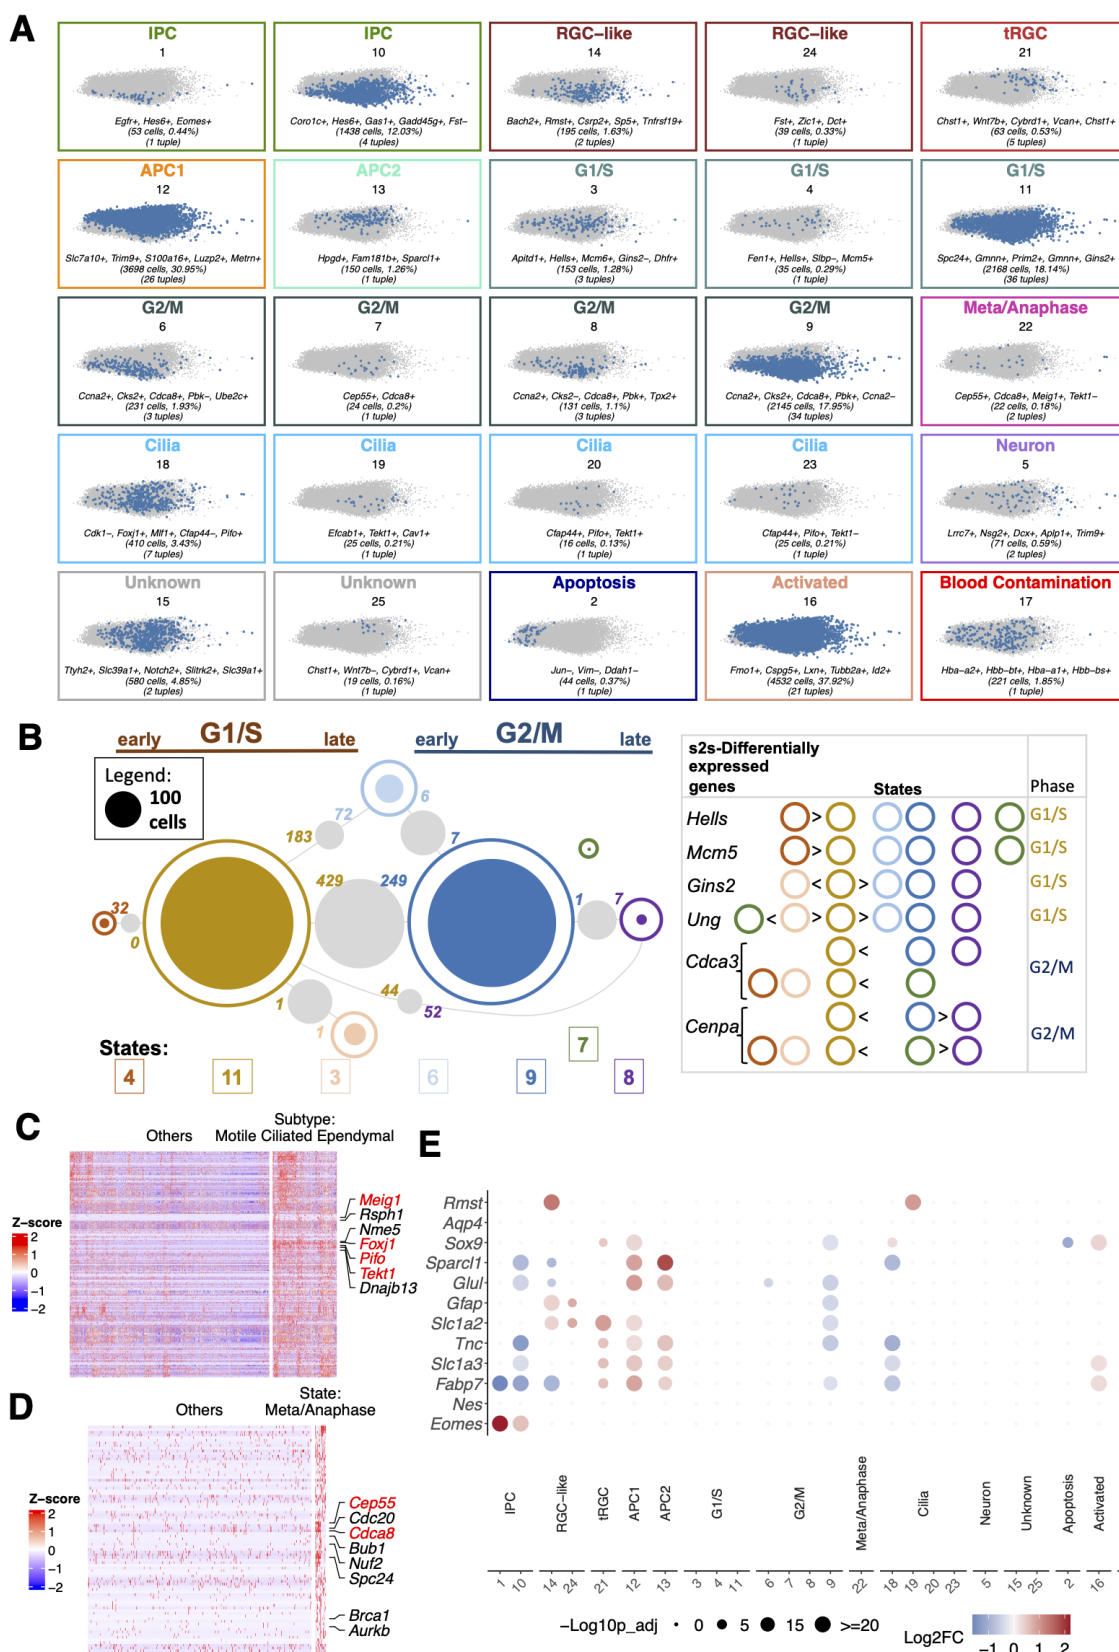 A
IPC
1
Egfr+, Hes6+, Eomes+
(53 cells, 0.44%)
(1 tuple)
IPC
10
Coro1c+, Hes6+, Gas1+, Gadd45g+, Fst−
(1438 cells, 12.03%)
(4 tuples)
RGC−like
14
Bach2+, Rmst+, Csrp2+, Sp5+, Tnfrsf19+
(195 cells, 1.63%)
(2 tuples)
RGC−like
24
Fst+, Zic1+, Dct+
(39 cells, 0.33%)
(1 tuple)
tRGC
21
Chst1+, Wnt7b+, Cybrd1+, Vcan+, Chst1+
(63 cells, 0.53%)
(5 tuples)
APC1
12
Slc7a10+, Trim9+, S100a16+, Luzp2+, Metrn+
(3698 cells, 30.95%)
(26 tuples)
APC2
13
Hpgd+, Fam181b+, Sparcl1+
(150 cells, 1.26%)
(1 tuple)
G1/S
3
Apitd1+, Hells+, Mcm6+, Gins2−, Dhfr+
(153 cells, 1.28%)
(3 tuples)
G1/S
4
Fen1+, Hells+, Slbp−, Mcm5+
(35 cells, 0.29%)
(1 tuple)
G1/S
11
Spc24+, Gmnn+, Prim2+, Gmnn+, Gins2+
(2168 cells, 18.14%)
(36 tuples)
G2/M
6
Ccna2+, Cks2+, Cdca8+, Pbk−, Ube2c+
(231 cells, 1.93%)
(3 tuples)
G2/M
7
Cep55+, Cdca8+
(24 cells, 0.2%)
(1 tuple)
G2/M
8
Ccna2+, Cks2−, Cdca8+, Pbk+, Tpx2+
(131 cells, 1.1%)
(3 tuples)
G2/M
9
Ccna2+, Cks2+, Cdca8+, Pbk+, Ccna2−
(2145 cells, 17.95%)
(34 tuples)
Meta/Anaphase
22
Cep55+, Cdca8+, Meig1+, Tekt1−
(22 cells, 0.18%)
(2 tuples)
Cilia
18
Cdk1−, Foxj1+, Mlf1+, Cfap44−, Pifo+
(410 cells, 3.43%)
(7 tuples)
Cilia
19
Efcab1+, Tekt1+, Cav1+
(25 cells, 0.21%)
(1 tuple)
Cilia
20
Cfap44+, Pifo+, Tekt1+
(16 cells, 0.13%)
(1 tuple)
Cilia
23
Cfap44+, Pifo+, Tekt1−
(25 cells, 0.21%)
(1 tuple)
Neuron
5
Lrrc7+, Nsg2+, Dcx+, Aplp1+, Trim9+
(71 cells, 0.59%)
(2 tuples)
Unknown
15
Ttyh2+, Slc39a1+, Notch2+, Slitrk2+, Slc39a1+
(580 cells, 4.85%)
(2 tuples)
Unknown
25
Chst1+, Wnt7b−, Cybrd1+, Vcan+
(19 cells, 0.16%)
(1 tuple)
Apoptosis
2
Jun−, Vim−, Ddah1−
(44 cells, 0.37%)
(1 tuple)
Activated
16
Fmo1+, Cspg5+, Lxn+, Tubb2a+, Id2+
(4532 cells, 37.92%)
(21 tuples)
Blood Contamination
17
Hba−a2+, Hbb−bt+, Hba−a1+, Hbb−bs+
(221 cells, 1.85%)
(1 tuple)
B
early G1/S late
early G2/M late
Legend:
100 cells
72
6
183
7
429
249
32
0
1
7
44
52
1
1
States:
4
11
3
6
9
7
8
s2s-Differentially expressed genes
States
Phase
Hells > G1/S
Mcm5 > G1/S
Gins2 < > G1/S
Ung < > > G1/S
Cdca3 < < G2/M
Cenpa < > < > G2/M
C
Others
Subtype:
Motile Ciliated Ependymal
Z−score
2
1
0
−1
−2
Meig1
Rsph1
Nme5
Foxj1
Pifo
Tekt1
Dnajb13
D
Others
State:
Meta/Anaphase
Z−score
2
1
0
−1
−2
Cep55
Cdc20
Cdca8
Bub1
Nuf2
Spc24
Brca1
Aurkb
E
Rmst
Aqp4
Sox9
Sparcl1
Glul
Gfap
Slc1a2
Tnc
Slc1a3
Fabp7
Nes
Eomes
IPC
RGC−like
tRGC
APC1
APC2
G1/S
G2/M
Meta/Anaphase
Cilia
Neuron
Unknown
Apoptosis
Activated
1 10 14 24 21 12 13 3 4 11 6 7 8 9 22 18 19 20 23 5 15 25 2 16
−Log10p_adj 0 5 15 >=20
Log2FC −1 0 1 2